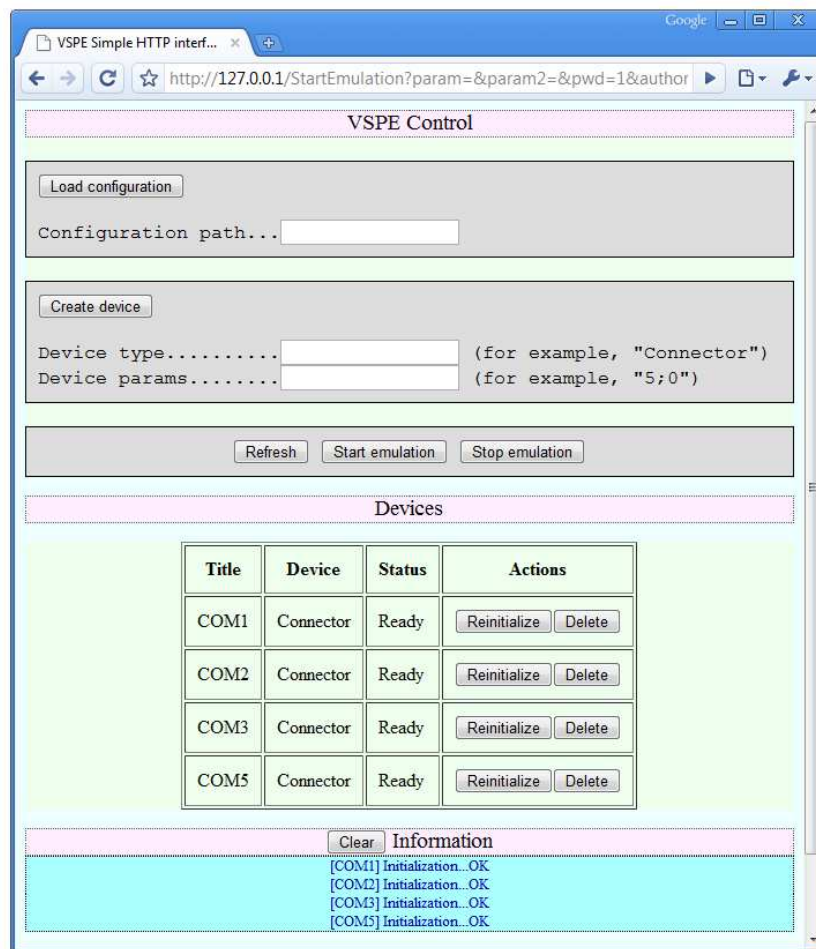 Google
VSPE Simple HTTP interf...
http://127.0.0.1/StartEmulation?param=&param2=&pwd=1&author
VSPE Control
Load configuration
Configuration path...
Create device
Device type.......... (for example, "Connector")
Device params........ (for example, "5;0")
Refresh Start emulation Stop emulation
Devices
Title Device Status Actions
COM1 Connector Ready Reinitialize Delete
COM2 Connector Ready Reinitialize Delete
COM3 Connector Ready Reinitialize Delete
COM5 Connector Ready Reinitialize Delete
Clear Information
[COM1] Initialization...OK
[COM2] Initialization...OK
[COM3] Initialization...OK
[COM5] Initialization...OK